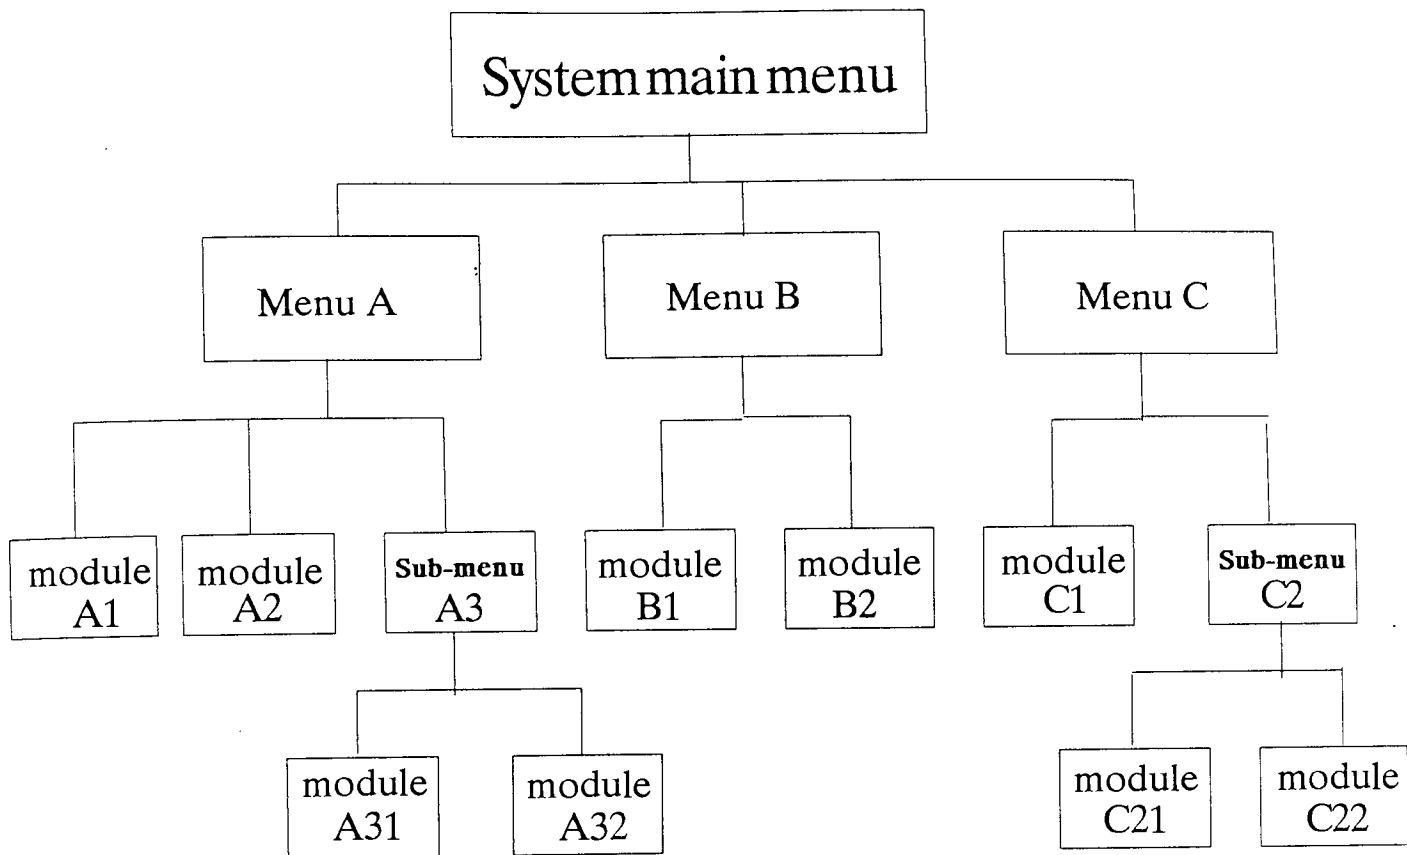 System main menu
Menu A
Menu B
Menu C
module
A1
module
A2
Sub-menu
A3
module
B1
module
B2
module
C1
Sub-menu
C2
module
A31
module
A32
module
C21
module
C22